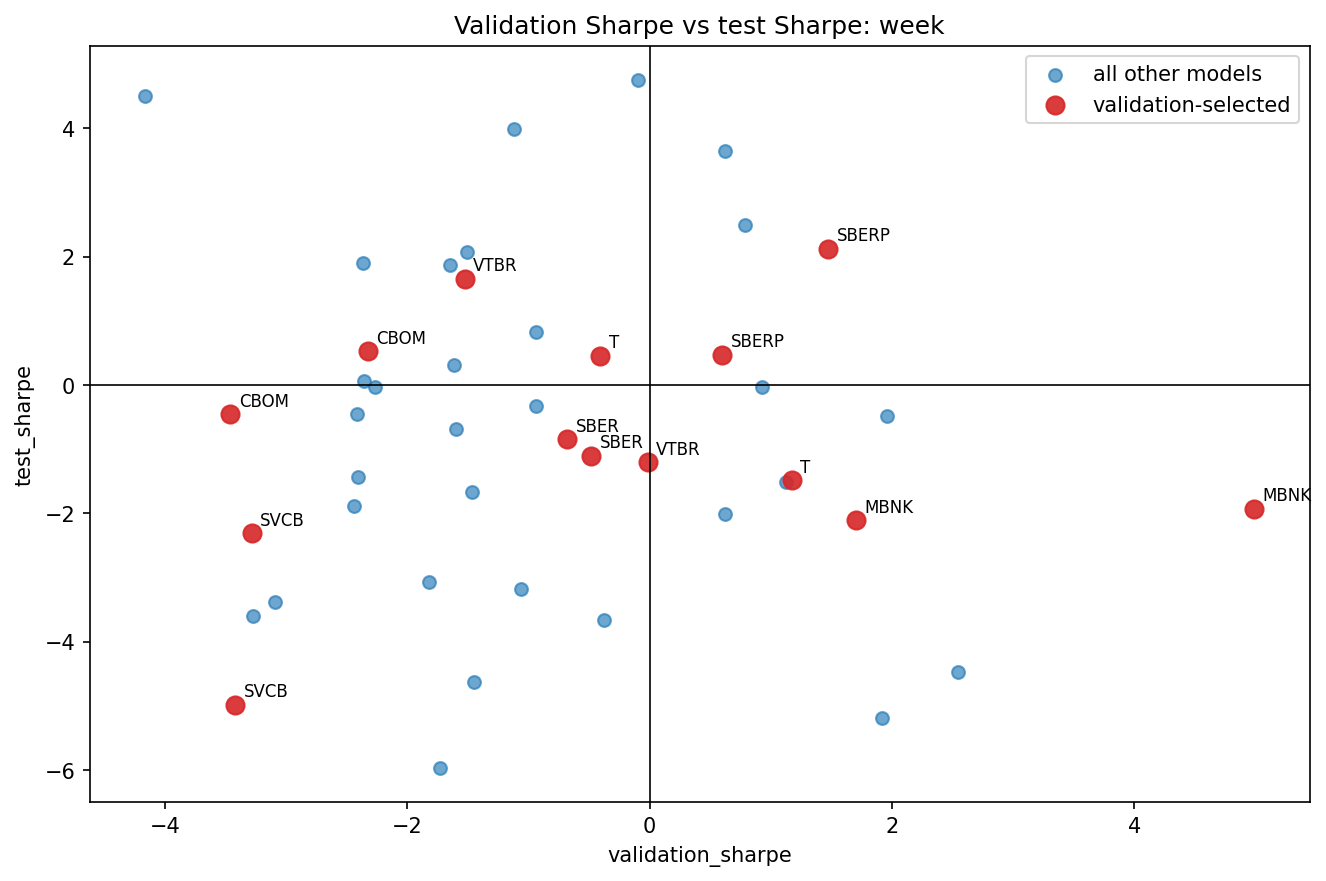 Validation Sharpe vs test Sharpe: week
all other models
validation-selected
4
2
0
−2
−4
−6
test_sharpe
SBERP
VTBR
CBOM
T
SBERP
CBOM
SBER
SBER
VTBR
T
MBNK
MBNK
SVCB
SVCB
−4
−2
0
2
4
validation_sharpe